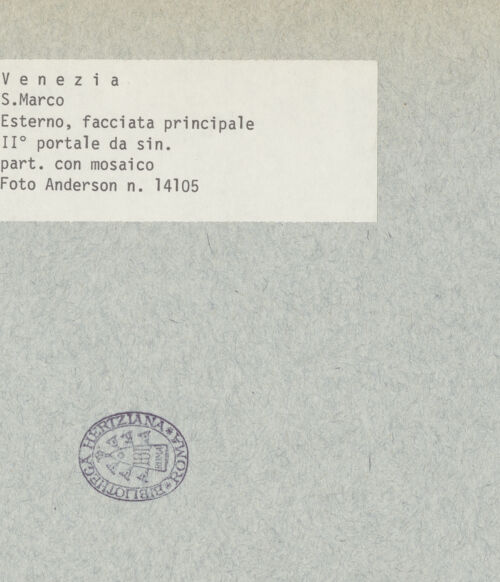 V e n e z i a
S.Marco
Esterno, facciata principale
II° portale da sin.
part. con mosaico
Foto Anderson n. 14105
BIBLIOTHECA HERTZIANA * ROMA *